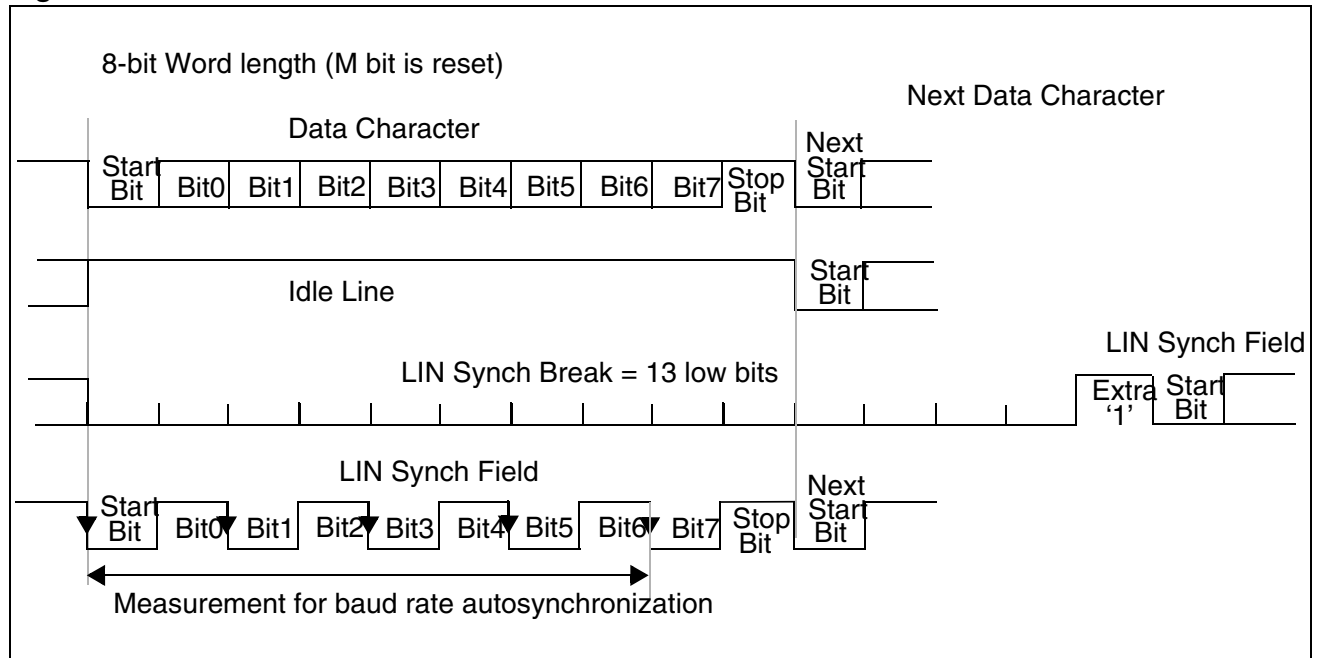 8-bit Word length (M bit is reset)
Next Data Character
Data Character
Start Bit Bit0 Bit1 Bit2 Bit3 Bit4 Bit5 Bit6 Bit7 Stop Bit Next Start Bit
Idle Line
Start Bit
LIN Synch Field
LIN Synch Break = 13 low bits
Extra '1' Start Bit
LIN Synch Field
Start Bit Bit0 Bit1 Bit2 Bit3 Bit4 Bit5 Bit6 Bit7 Stop Bit Next Start Bit
Measurement for baud rate autosynchronization